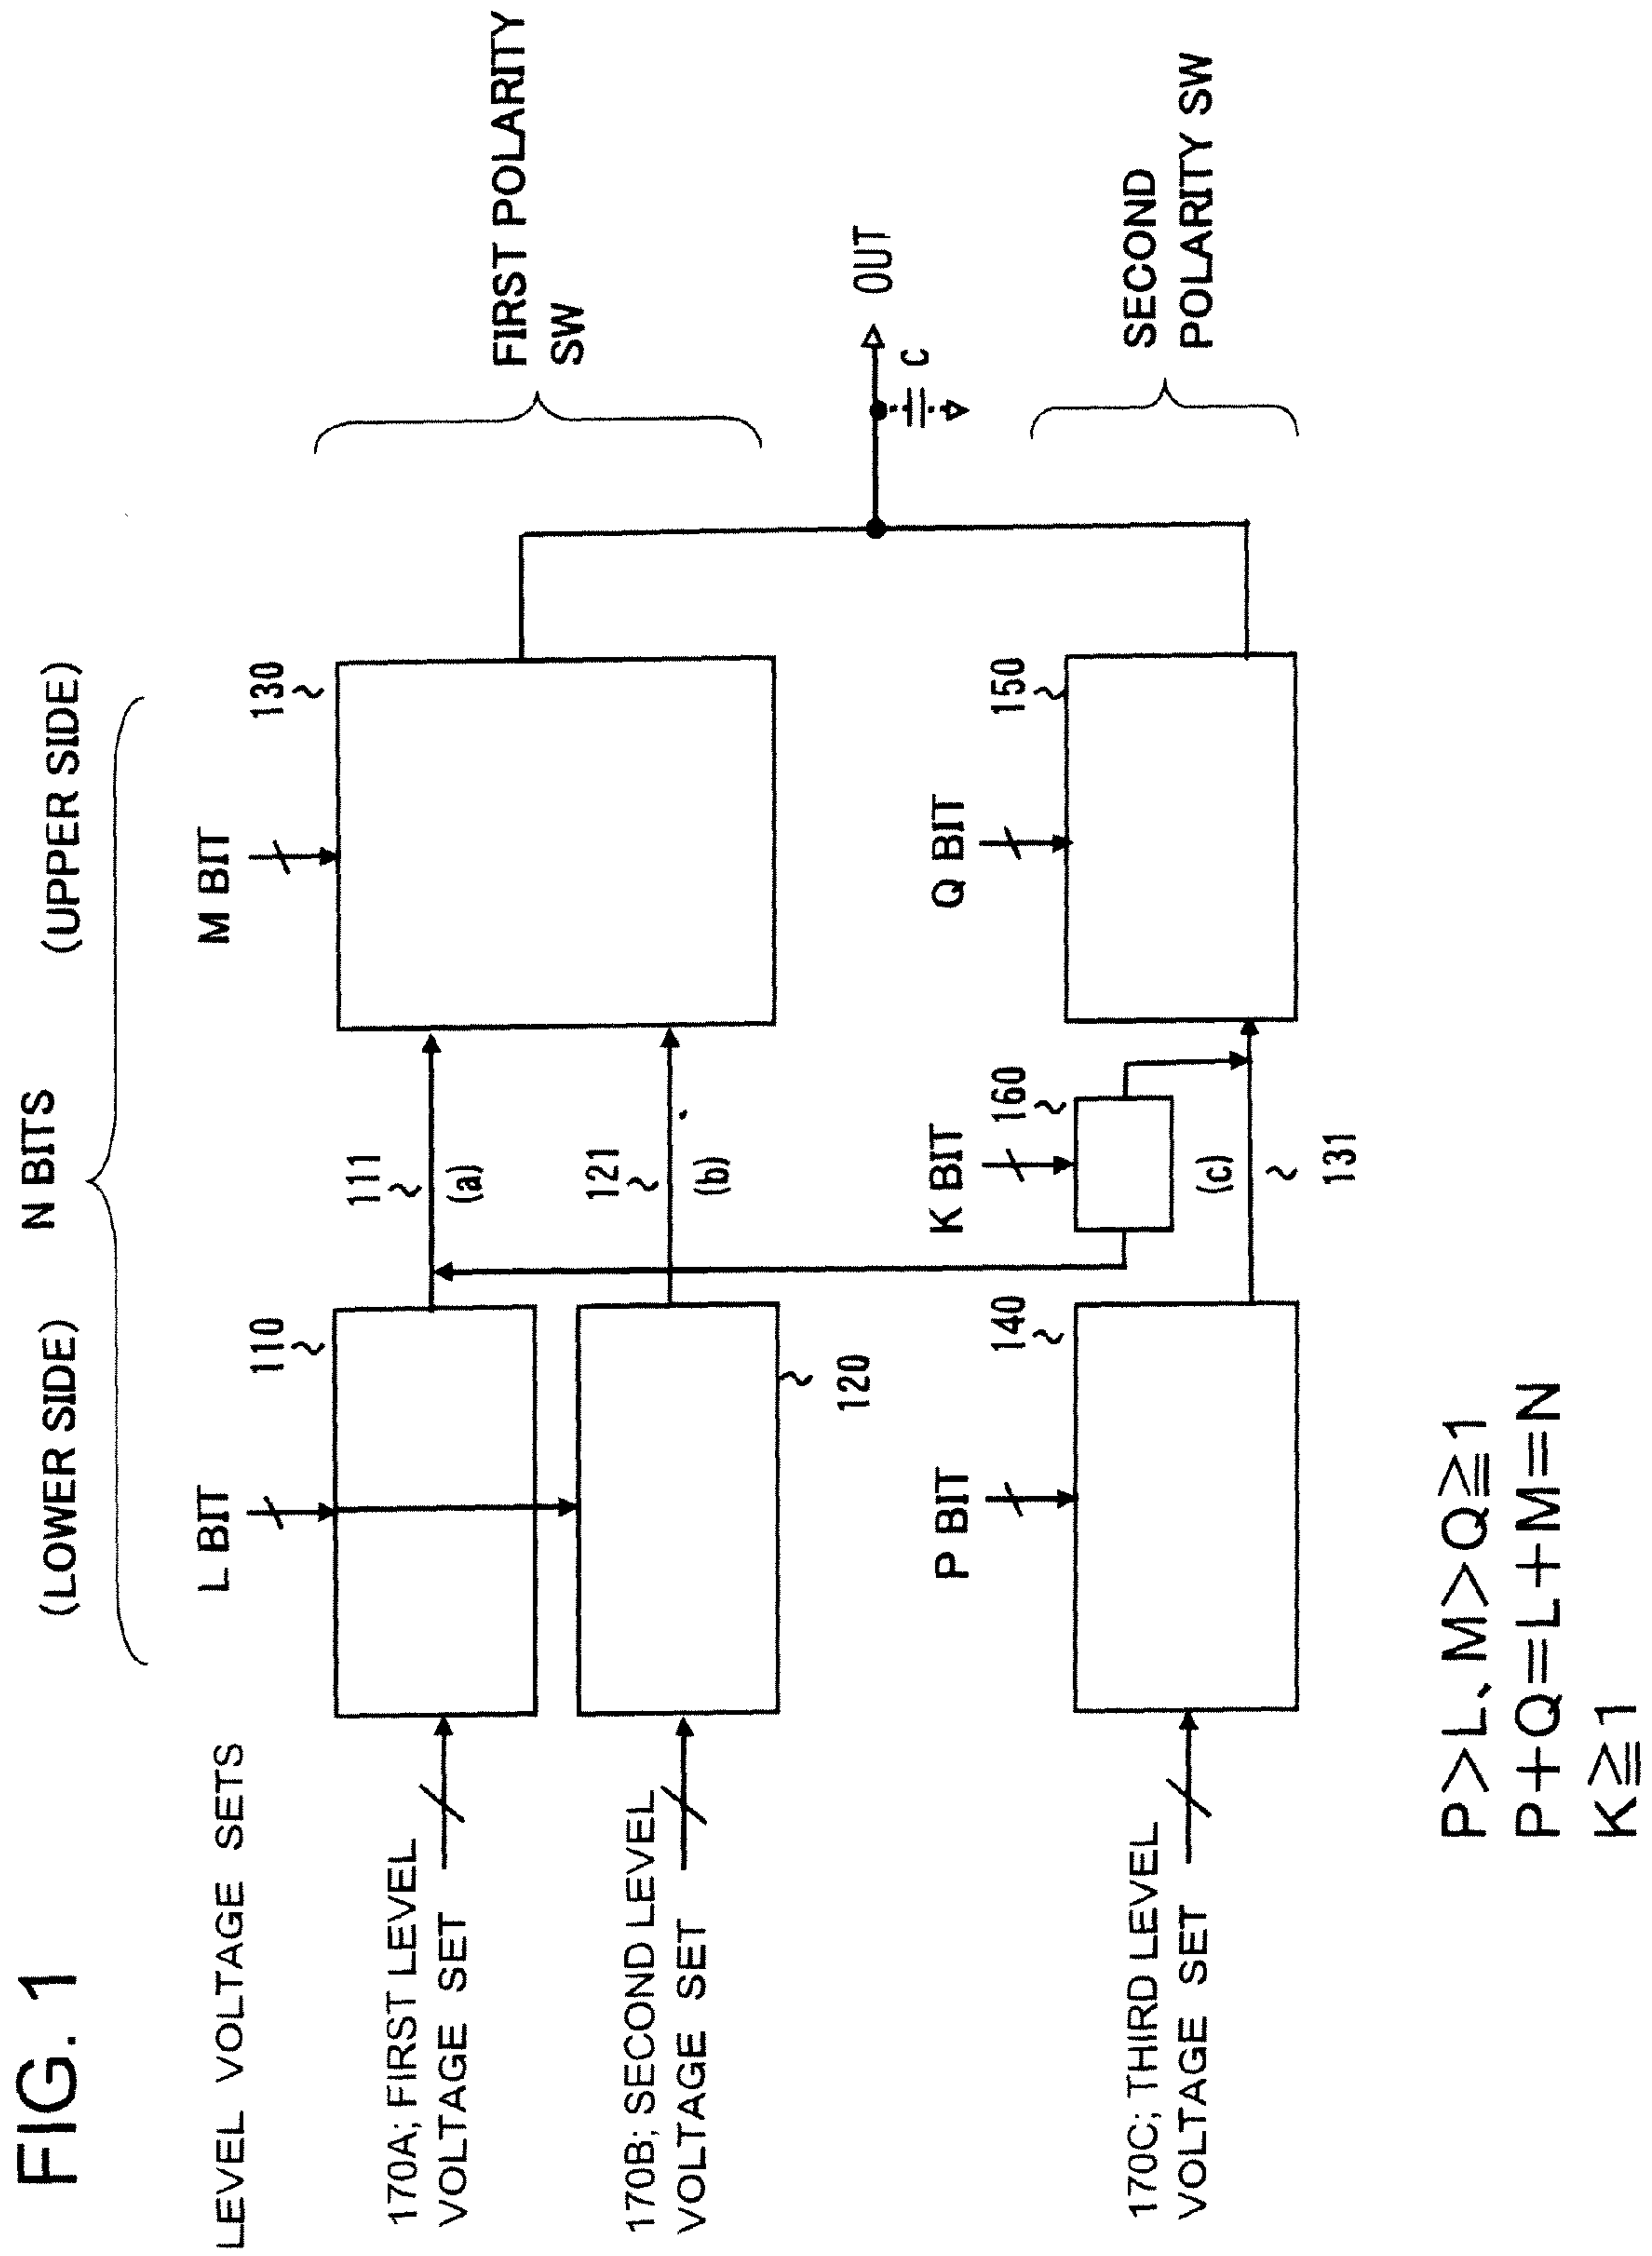 FIG. 1
N BITS
(LOWER SIDE)
(UPPER SIDE)
LEVEL VOLTAGE SETS
L BIT
M BIT
110
130
170A; FIRST LEVEL
VOLTAGE SET
111
(a)
FIRST POLARITY
SW
170B; SECOND LEVEL
VOLTAGE SET
121
(b)
120
OUT
C
P BIT
K BIT
Q BIT
140
160
150
170C; THIRD LEVEL
VOLTAGE SET
(c)
131
SECOND
POLARITY SW
P>L、M>Q≧1
P+Q=L+M=N
K≧1